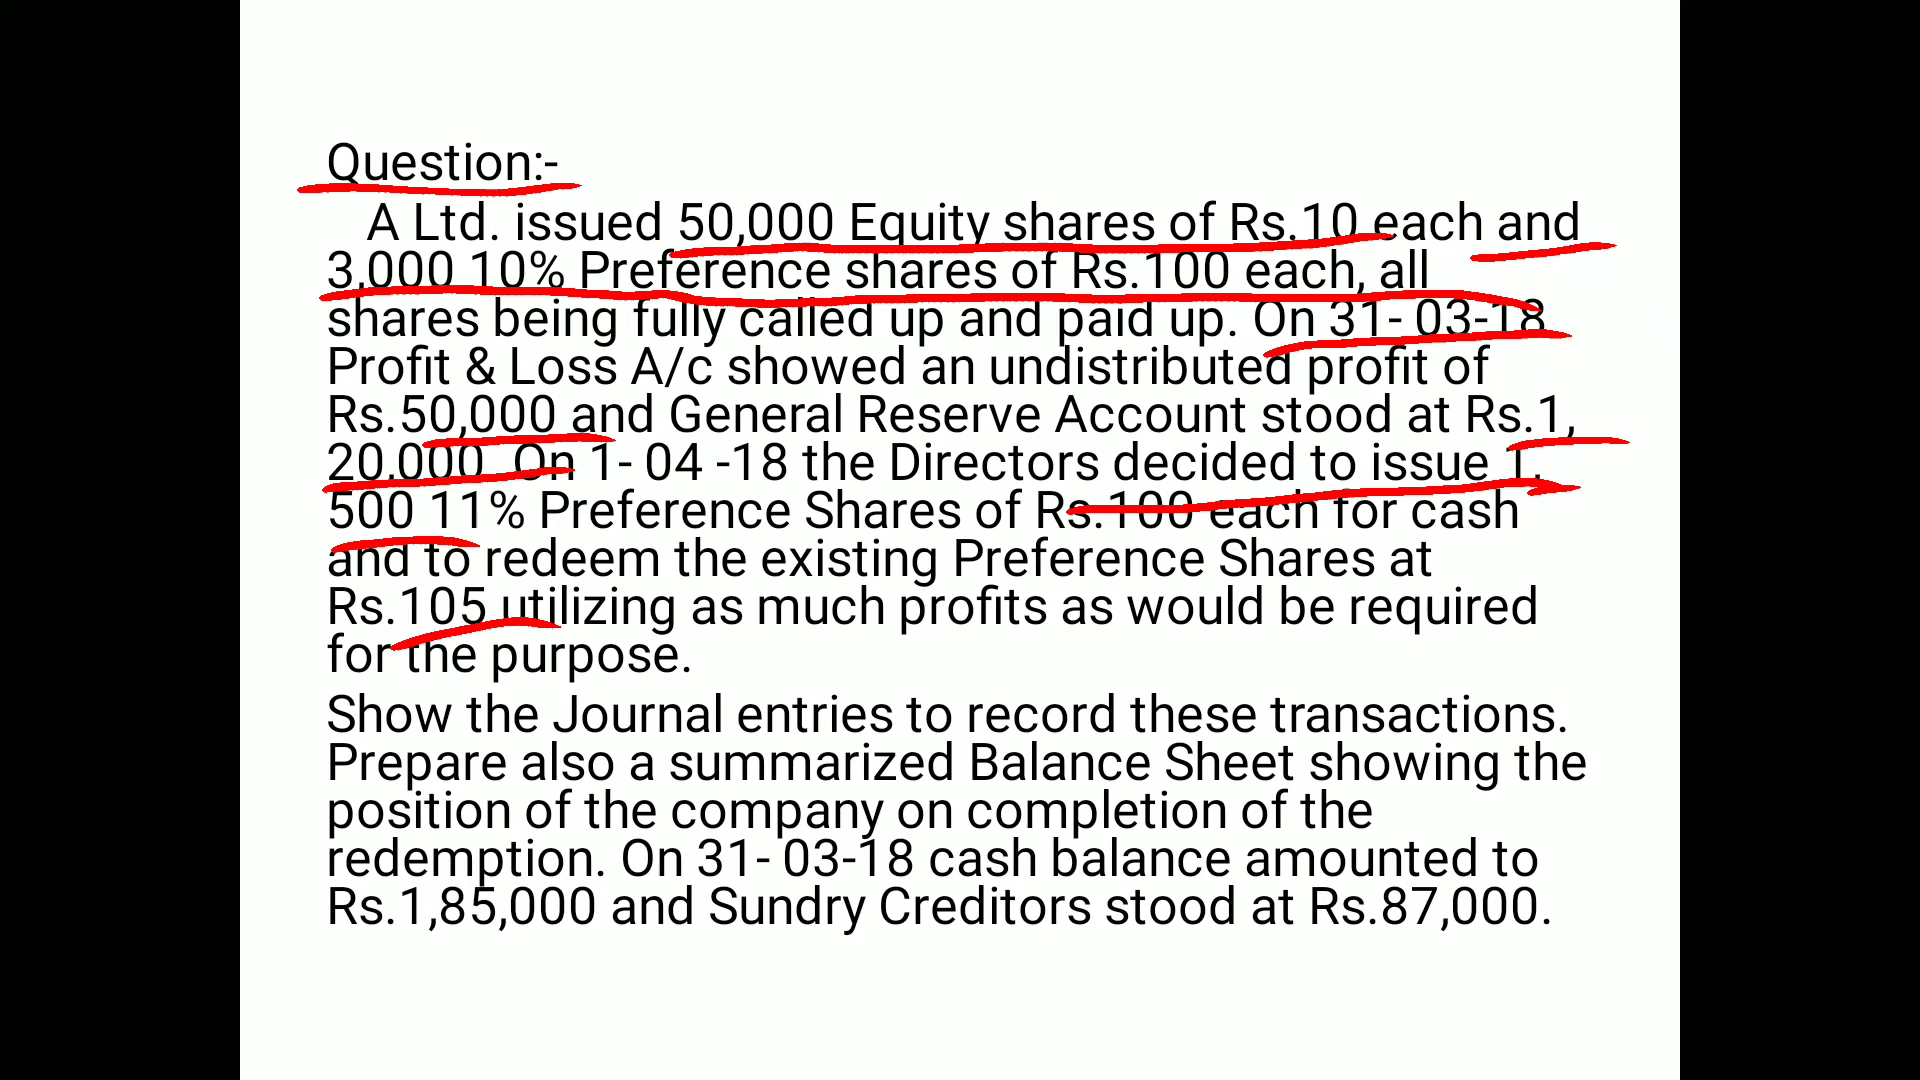 Question:-
A Ltd. issued 50,000 Equity shares of Rs.10 each and
3,000 10% Preference shares of Rs.100 each, all
shares being fully called up and paid up. On 31- 03-18
Profit & Loss A/c showed an undistributed profit of
Rs.50,000 and General Reserve Account stood at Rs.1,
20,000. On 1- 04 -18 the Directors decided to issue 1,
500 11% Preference Shares of Rs.100 each for cash
and to redeem the existing Preference Shares at
Rs.105 utilizing as much profits as would be required
for the purpose.
Show the Journal entries to record these transactions.
Prepare also a summarized Balance Sheet showing the
position of the company on completion of the
redemption. On 31- 03-18 cash balance amounted to
Rs.1,85,000 and Sundry Creditors stood at Rs.87,000.